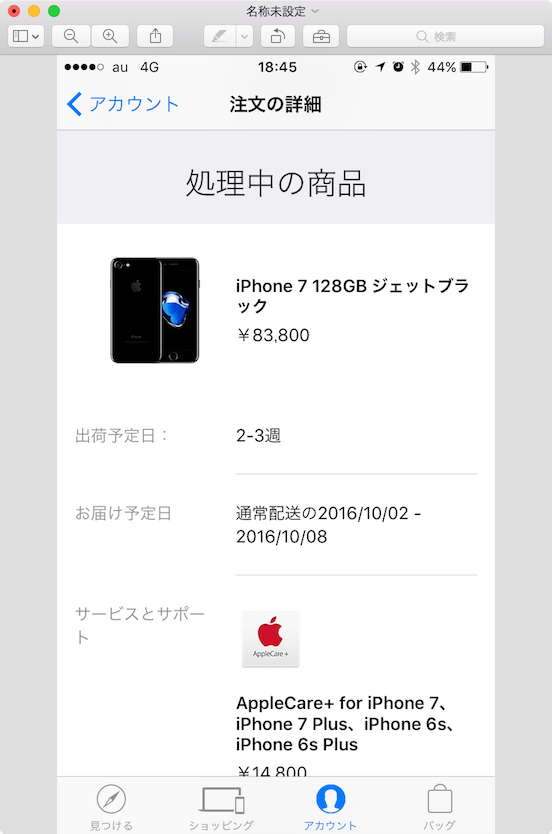 名称未設定
検索
au 4G
18:45
44%
アカウント
注文の詳細
処理中の商品
iPhone 7 128GB ジェットブラ
ック
￥83,800
出荷予定日：
2-3週
お届け予定日
通常配送の2016/10/02 -
2016/10/08
サービスとサポー
ト
AppleCare+
AppleCare+ for iPhone 7、
iPhone 7 Plus、iPhone 6s、
iPhone 6s Plus
￥14,800
見つける
ショッピング
アカウント
バッグ